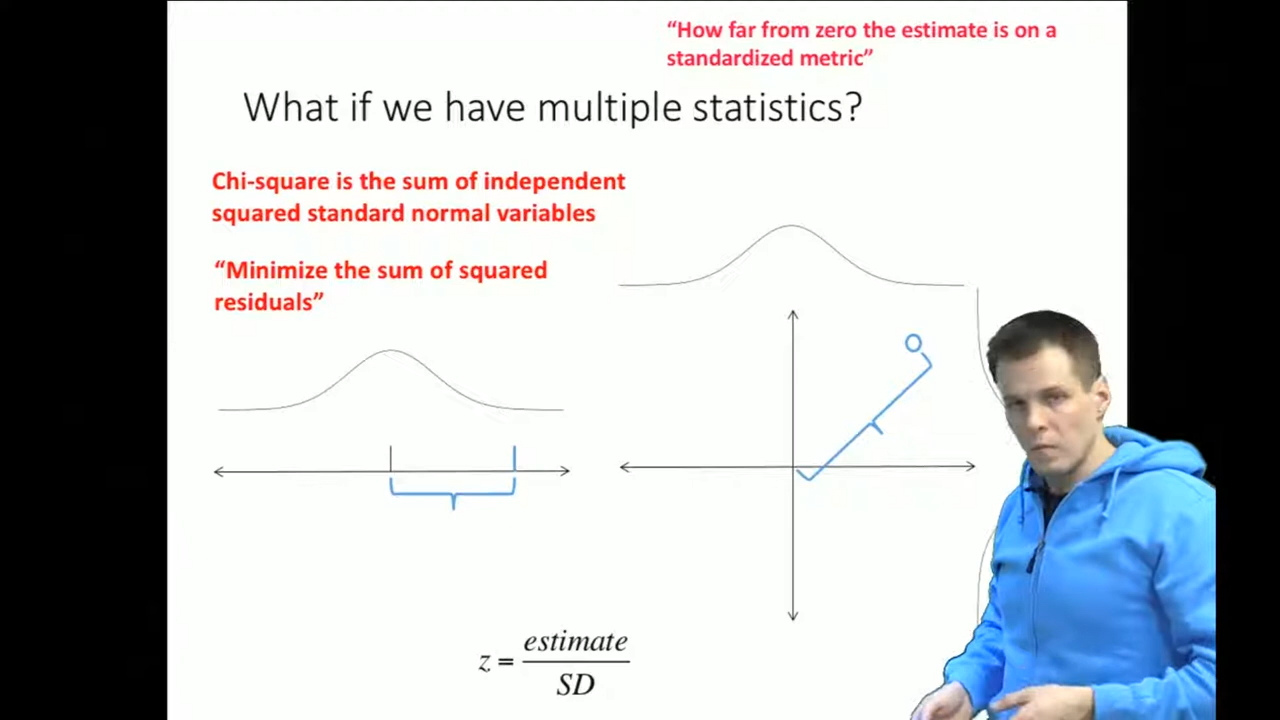 “How far from zero the estimate is on a
standardized metric”
What if we have multiple statistics?
Chi-square is the sum of independent
squared standard normal variables
“Minimize the sum of squared
residuals”
z = estimate / SD